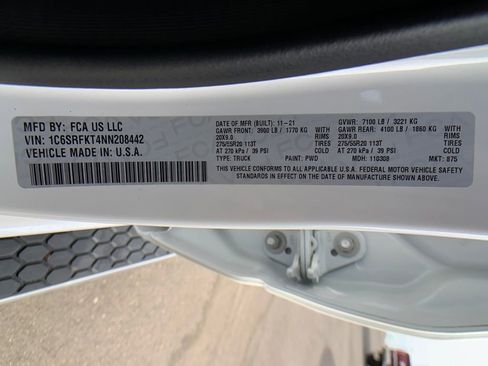 MFD BY: FCA US LLC
VIN: 1C6SRFKT4NN208442
VEHICLE MADE IN: U.S.A.
DATE OF MFR (BUILT): 11-21
GAWR FRONT: 3900 LB / 1770 KG WITH
20X9.0 RIMS
275/55R20 113T
AT 270 kPa / 39 PSI COLD
TYPE: TRUCK PAINT: PWD
GVWR: 7100 LB / 3221 KG
GAWR REAR: 4100 LB / 1860 KG WITH
20X9.0 RIMS
275/55R20 113T
AT 270 kPa / 39 PSI COLD
MDH: 110308 MKT: 875
THIS VEHICLE CONFORMS TO ALL APPLICABLE U.S.A. FEDERAL MOTOR VEHICLE SAFETY
STANDARDS IN EFFECT ON THE DATE OF MANUFACTURE SHOWN ABOVE.